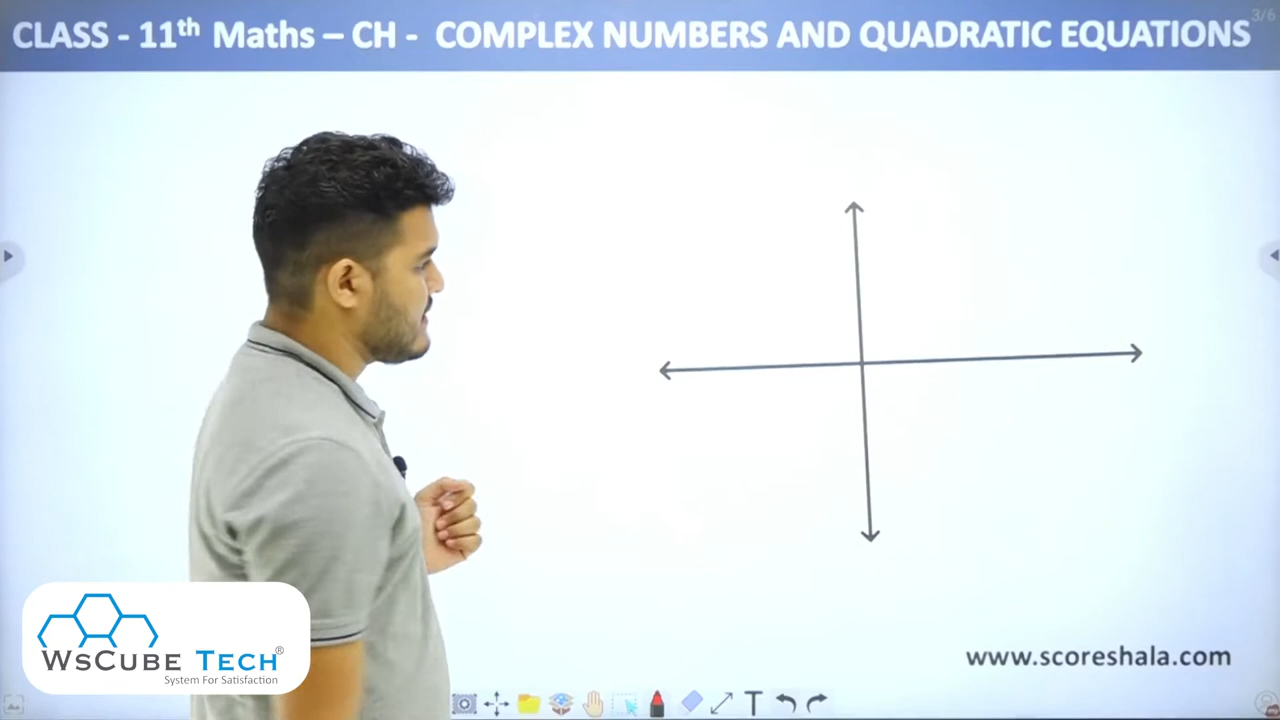 3/6
CLASS - 11th Maths – CH - COMPLEX NUMBERS AND QUADRATIC EQUATIONS
WsCube Tech®
System For Satisfaction
www.scoreshala.com
T